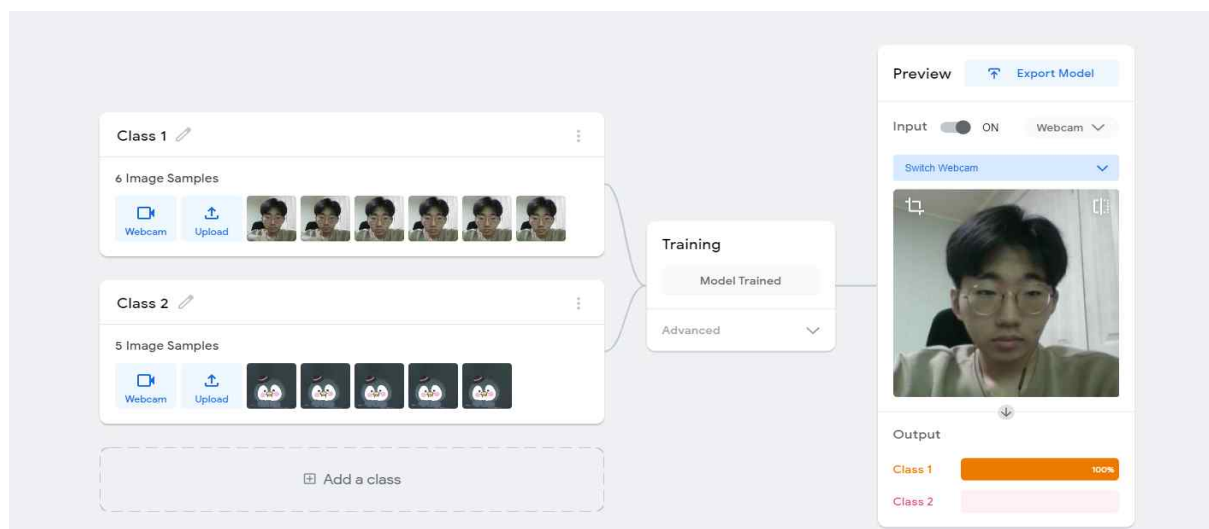 Class 1
6 Image Samples
Webcam
Upload
Class 2
5 Image Samples
Webcam
Upload
Add a class
Training
Model Trained
Advanced
Preview
Export Model
Input ON Webcam
Switch Webcam
Output
Class 1 100%
Class 2